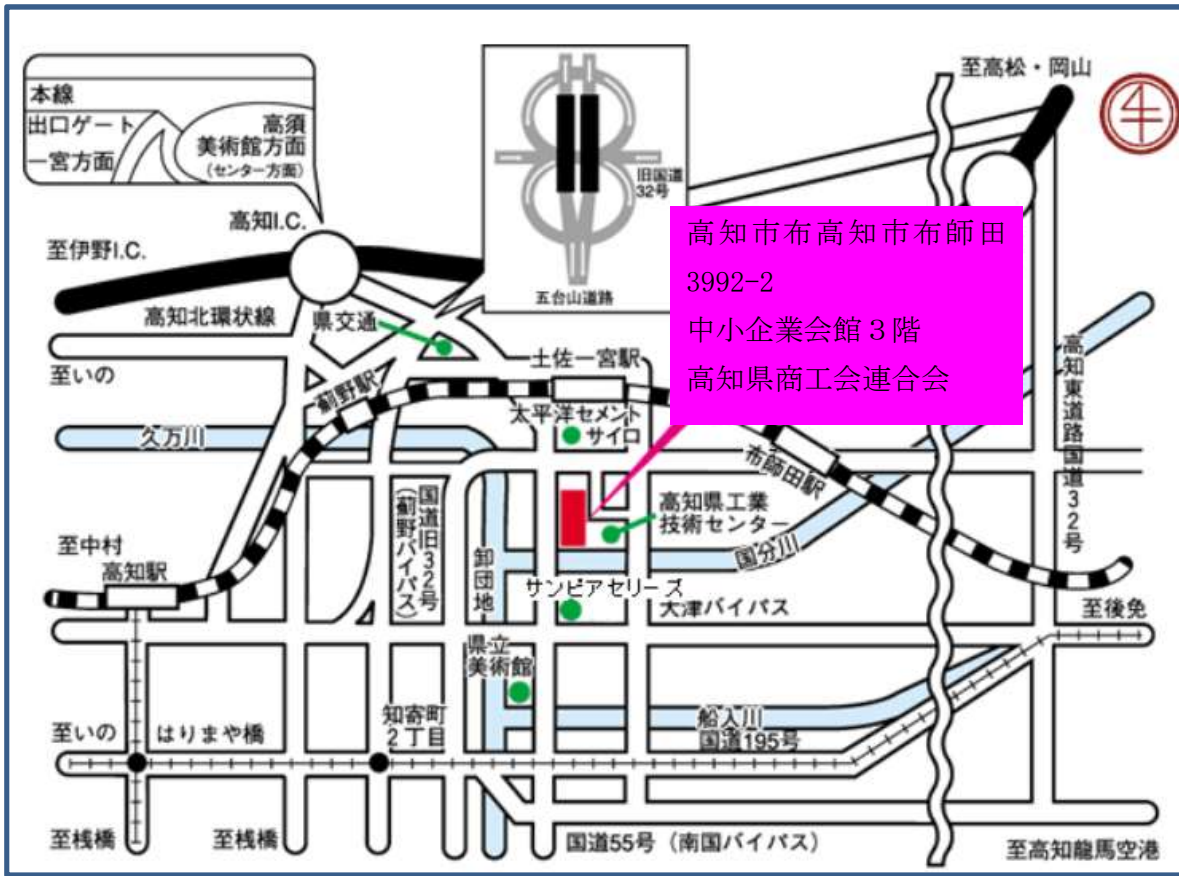 本線
出口ゲート
一宮方面
高須
美術館方面
(センター方面)
高知I.C.
至伊野I.C.
高知北環状線
至いの
県交通
旧国道
32号
五台山道路
至高松・岡山
高知市布高知市布師田
3992-2
中小企業会館３階
高知県商工会連合会
土佐一宮駅
薊野駅
太平洋セメント
サイロ
久万川
布師田駅
高知東道路国道32号
国道旧32号
(薊野バイパス)
高知県工業
技術センター
国分川
卸団地
至中村
高知駅
サンピアセリーズ
大津バイパス
至後免
県立
美術館
船入川
国道195号
至いの
はりまや橋
知寄町
2丁目
至桟橋
至桟橋
国道55号（南国バイパス）
至高知龍馬空港